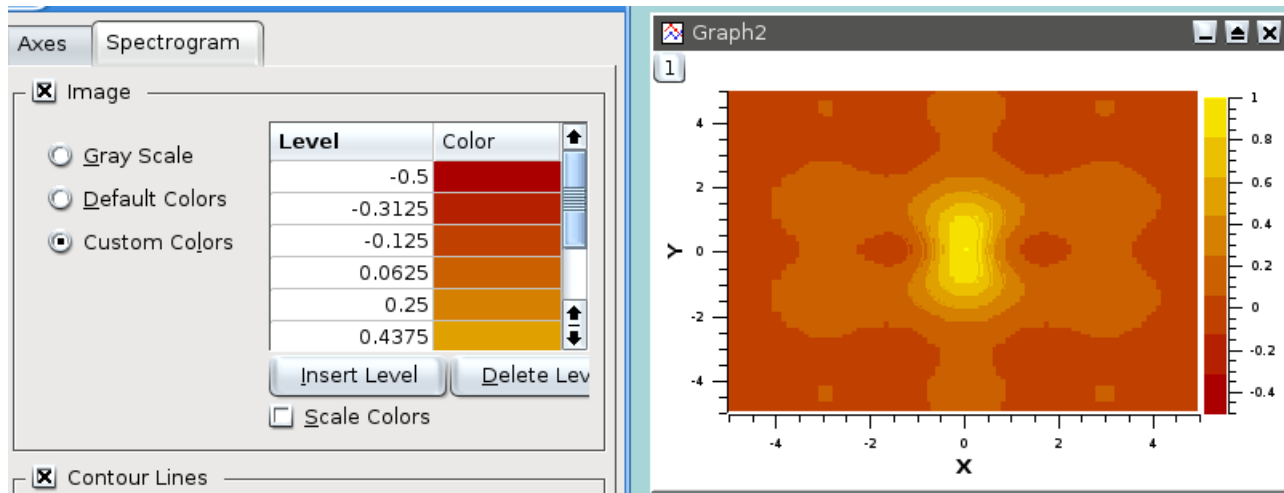 Axes Spectrogram
Image
Gray Scale
Default Colors
Custom Colors
Level Color
-0.5
-0.3125
-0.125
0.0625
0.25
0.4375
Insert Level Delete Lev
Scale Colors
Contour Lines
Graph2
1
4
2
0
-2
-4
Y
-4 -2 0 2 4
X
1
0.8
0.6
0.4
0.2
0
-0.2
-0.4